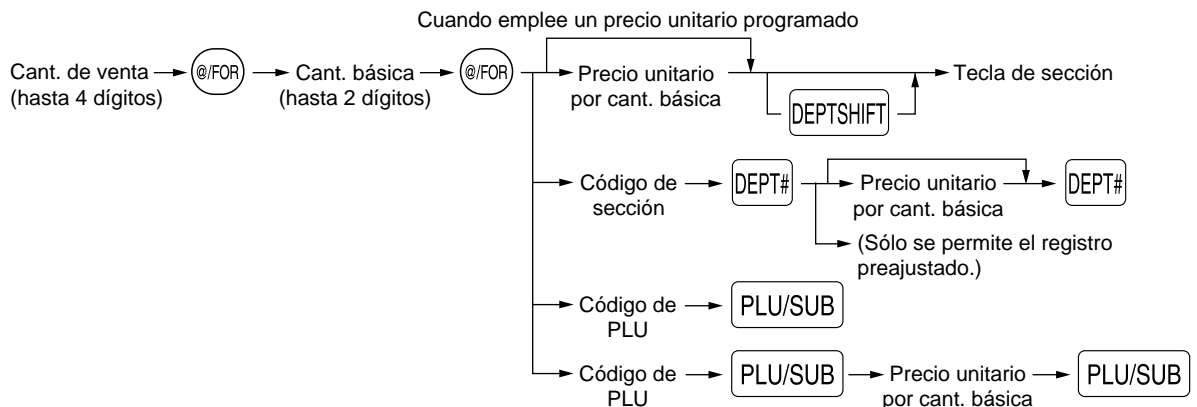 Cuando emplee un precio unitario programado
Cant. de venta
(hasta 4 dígitos)
@/FOR
Cant. básica
(hasta 2 dígitos)
@/FOR
Precio unitario
por cant. básica
DEPTSHIFT
Tecla de sección
Código de
sección
DEPT#
Precio unitario
por cant. básica
DEPT#
(Sólo se permite el registro
preajustado.)
Código de
PLU
PLU/SUB
Código de
PLU
PLU/SUB
Precio unitario
por cant. básica
PLU/SUB